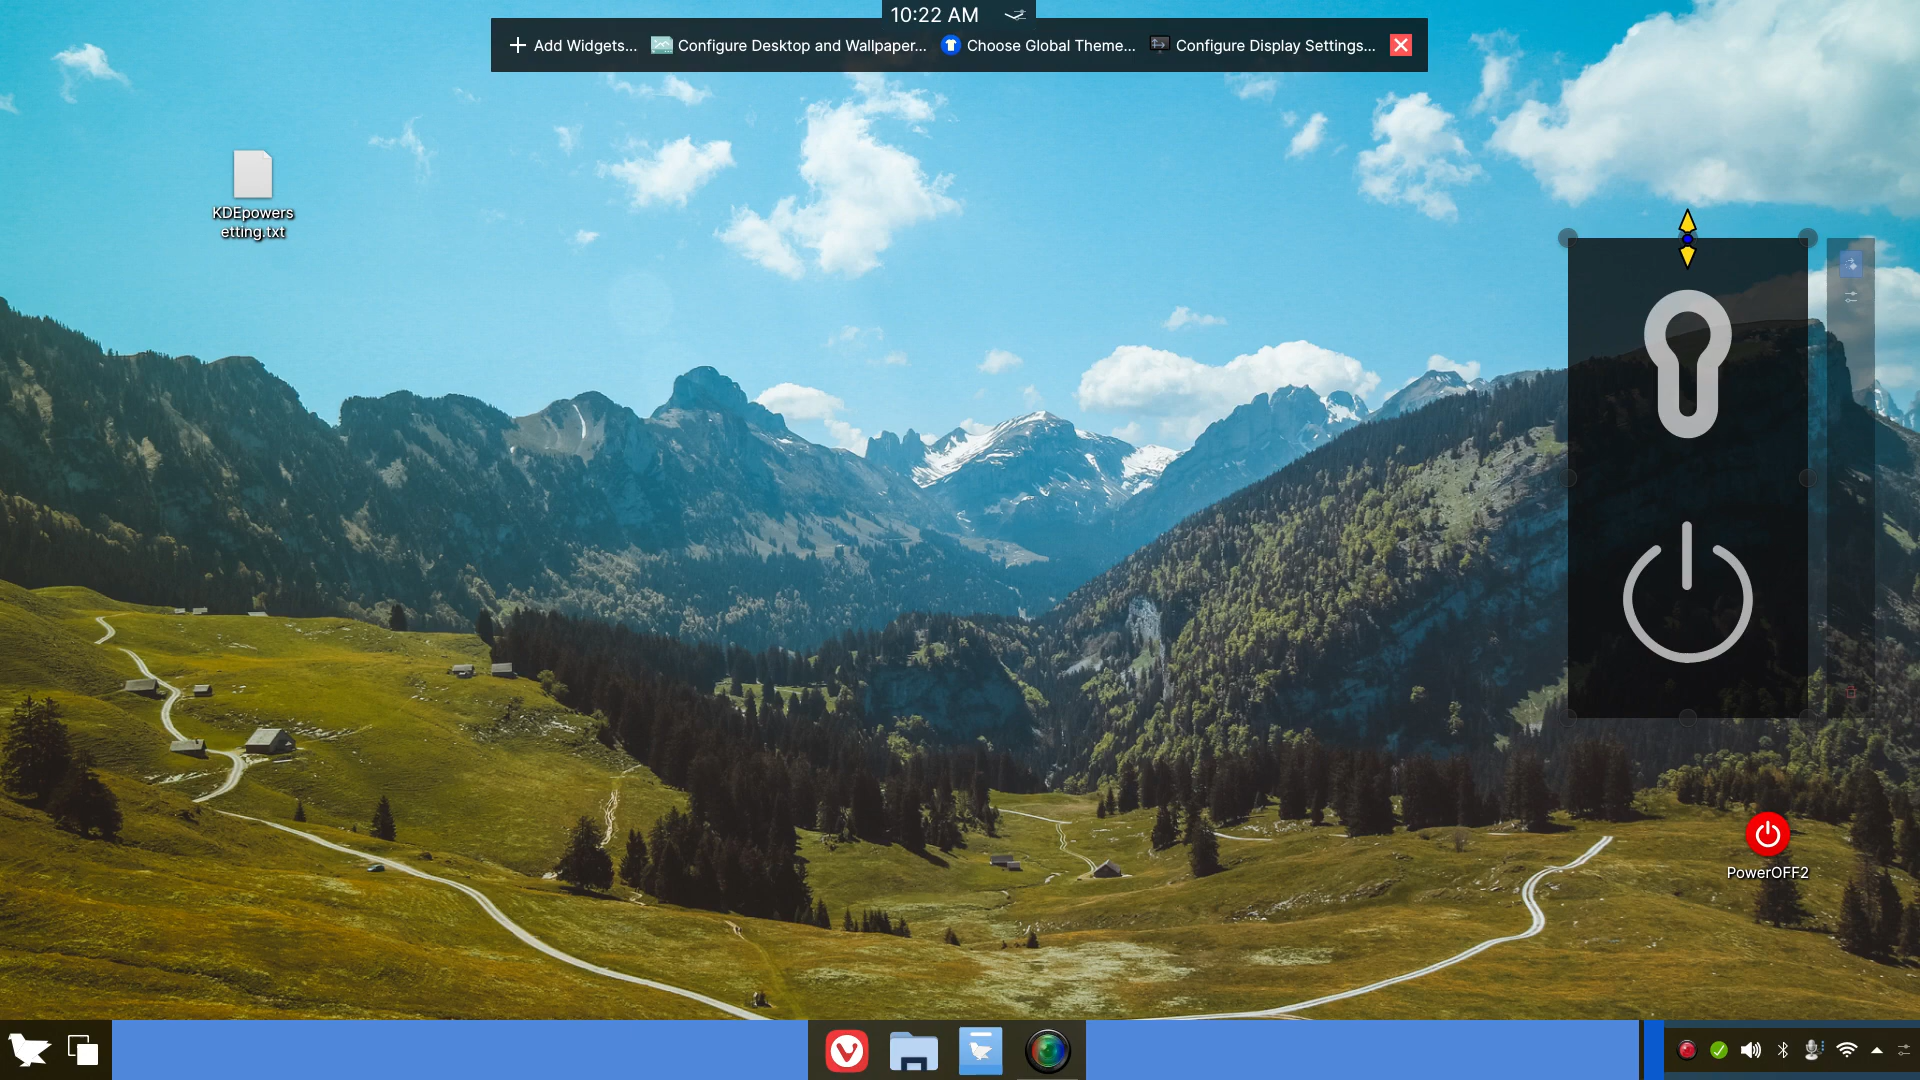 10:22 AM
Add Widgets... Configure Desktop and Wallpaper... Choose Global Theme... Configure Display Settings...
KDEpowers
etting.txt
PowerOFF2